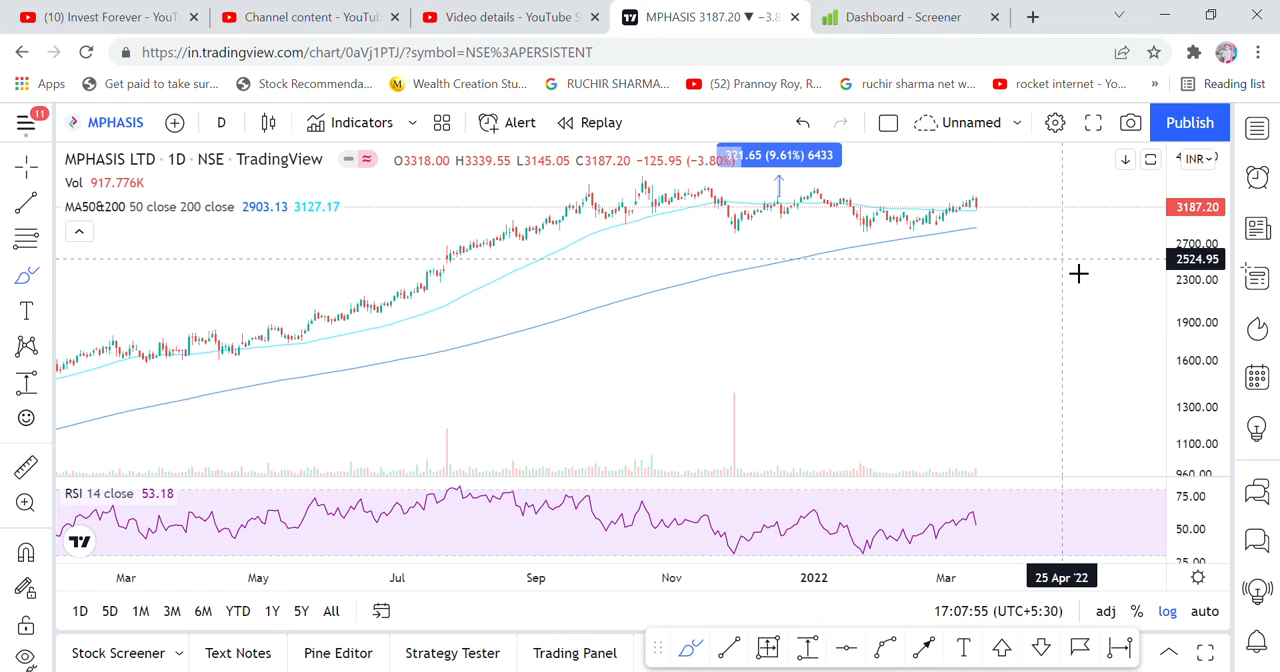 (10) Invest Forever - YouT
Channel content - YouTub
Video details - YouTube S
MPHASIS 3187.20 ▼ −3.8
Dashboard - Screener
https://in.tradingview.com/chart/0aVj1PTJ/?symbol=NSE%3APERSISTENT
Apps
Get paid to take sur...
Stock Recommenda...
Wealth Creation Stu...
RUCHIR SHARMA...
(52) Prannoy Roy, R...
ruchir sharma net w...
rocket internet - Yo...
»
Reading list
11
MPHASIS
D
Indicators
Alert
Replay
Unnamed
Publish
MPHASIS LTD · 1D · NSE · TradingView
O3318.00 H3339.55 L3145.05 C3187.20 −125.95 (−3.80%)
321.65 (9.61%) 6433
INR
Vol 917.776K
MA50&200 50 close 200 close 2903.13 3127.17
3187.20
2700.00
2524.95
2300.00
1900.00
1600.00
1300.00
1100.00
960.00
RSI 14 close 53.18
75.00
50.00
25.00
Mar
May
Jul
Sep
Nov
2022
Mar
25 Apr '22
1D 5D 1M 3M 6M YTD 1Y 5Y All
17:07:55 (UTC+5:30)
adj % log auto
Stock Screener
Text Notes
Pine Editor
Strategy Tester
Trading Panel